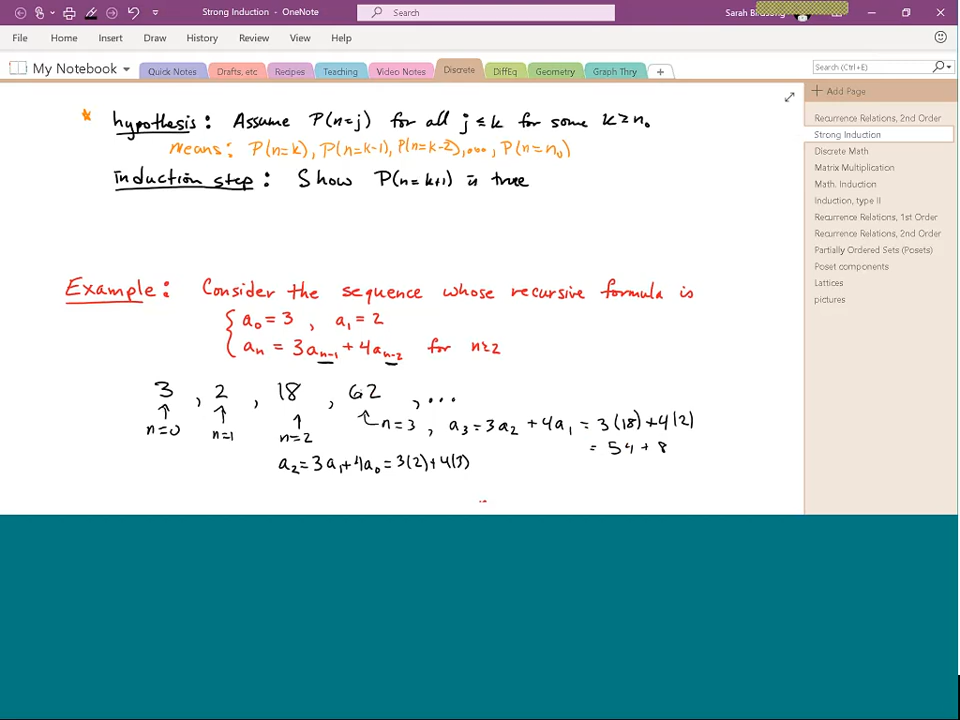 Strong Induction - OneNote
Search
File Home Insert Draw History Review View Help
My Notebook
Quick Notes
Drafts, etc
Recipes
Teaching
Video Notes
Discrete
DiffEq
Geometry
Graph Thry
Search (Ctrl+E)
Add Page
Recurrence Relations, 2nd Order
Strong Induction
Discrete Math
Matrix Multiplication
Math. Induction
Induction, type II
Recurrence Relations, 1st Order
Recurrence Relations, 2nd Order
Partially Ordered Sets (Posets)
Poset components
Lattices
pictures
hypothesis: Assume P(n=j) for all j ≤ k for some k ≥ n₀
Means: P(n=k), P(n=k-1), P(n=k-2), ..., P(n=n₀)
Induction step: Show P(n=k+1) is true
Example: Consider the sequence whose recursive formula is
a₀ = 3 , a₁ = 2
aₙ = 3aₙ₋₁ + 4aₙ₋₂ for n≥2
3 , 2 , 18 , 62 , ...
n=0 n=1 n=2 n=3 , a₃ = 3a₂ + 4a₁ = 3(18) + 4(2)
= 54 + 8
a₂ = 3a₁ + 4a₀ = 3(2) + 4(3)